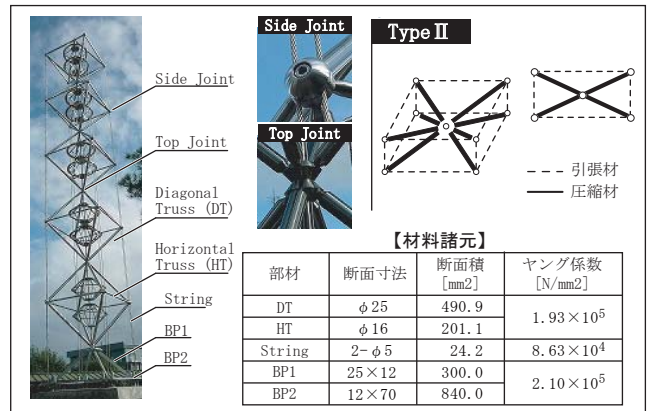 Side Joint
Top Joint
Diagonal
Truss (DT)
Horizontal
Truss (HT)
String
BP1
BP2
Side Joint
Top Joint
TypeⅡ
引張材
圧縮材
【材料諸元】
部材 断面寸法 断面積 [mm2] ヤング係数 [N/mm2]
DT φ25 490.9 1.93×10⁵
HT φ16 201.1
String 2-φ5 24.2 8.63×10⁴
BP1 25×12 300.0 2.10×10⁵
BP2 12×70 840.0